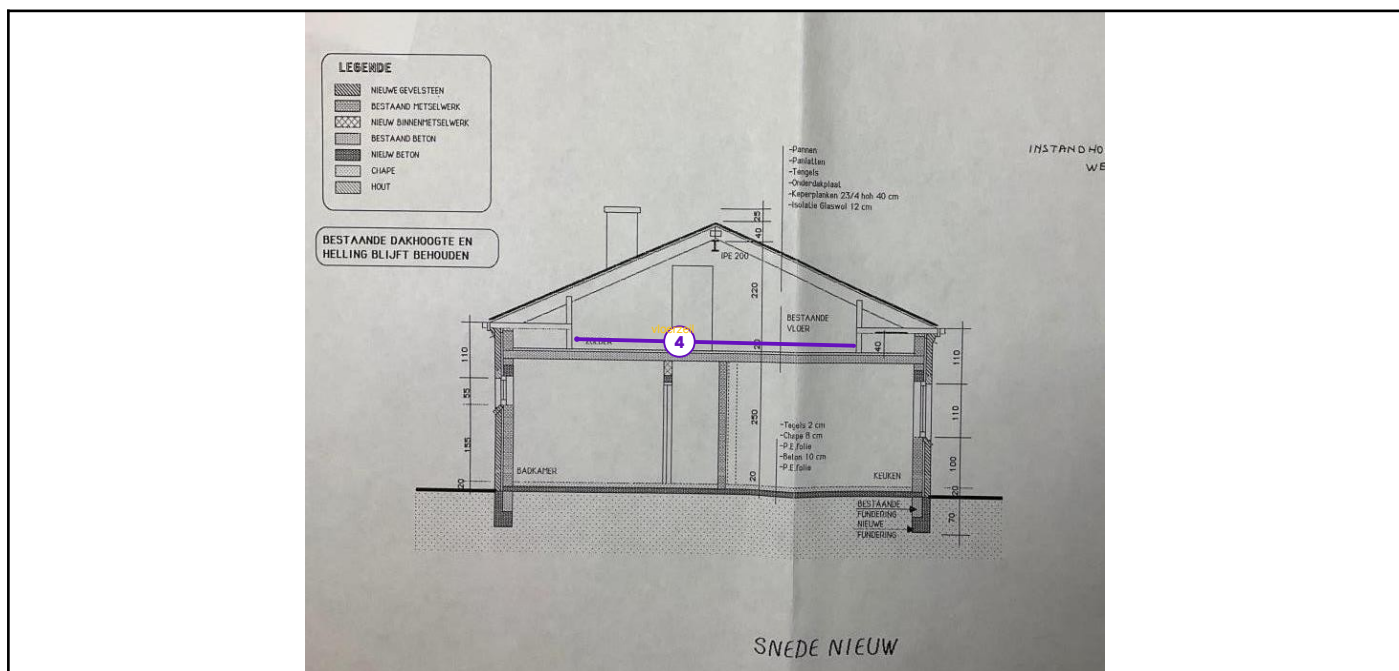 LEGENDE
NIEUWE GEVELSTEEN
BESTAAND METSELWERK
NIEUW BINNENMETSELWERK
BESTAAND BETON
NIEUW BETON
CHAPE
HOUT
BESTAANDE DAKHOOGTE EN
HELLING BLIJFT BEHOUDEN
-Pannen
-Panlatten
-Tengels
-Onderdakplaat
-Keperplanken 23/4 hoh 40 cm
-Isolatie Glaswol 12 cm
INSTANDHO
WE
25
40
IPE 200
220
BESTAANDE
VLOER
ZOLDER
4
20
40
110
55
155
20
110
110
100
20
70
250
20
-Tegels 2 cm
-Chape 8 cm
-P.E.folie
-Beton 10 cm
-P.E.folie
BADKAMER
KEUKEN
BESTAANDE
FUNDERING
NIEUWE
FUNDERING
SNEDE NIEUW